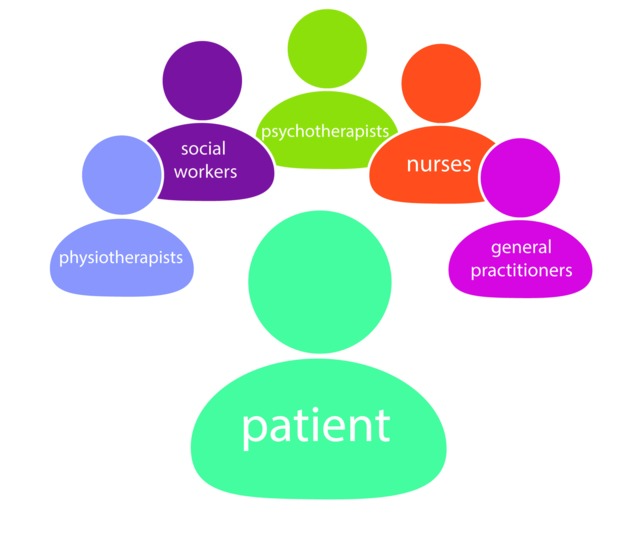 psychotherapists
social
workers
nurses
physiotherapists
general
practitioners
patient